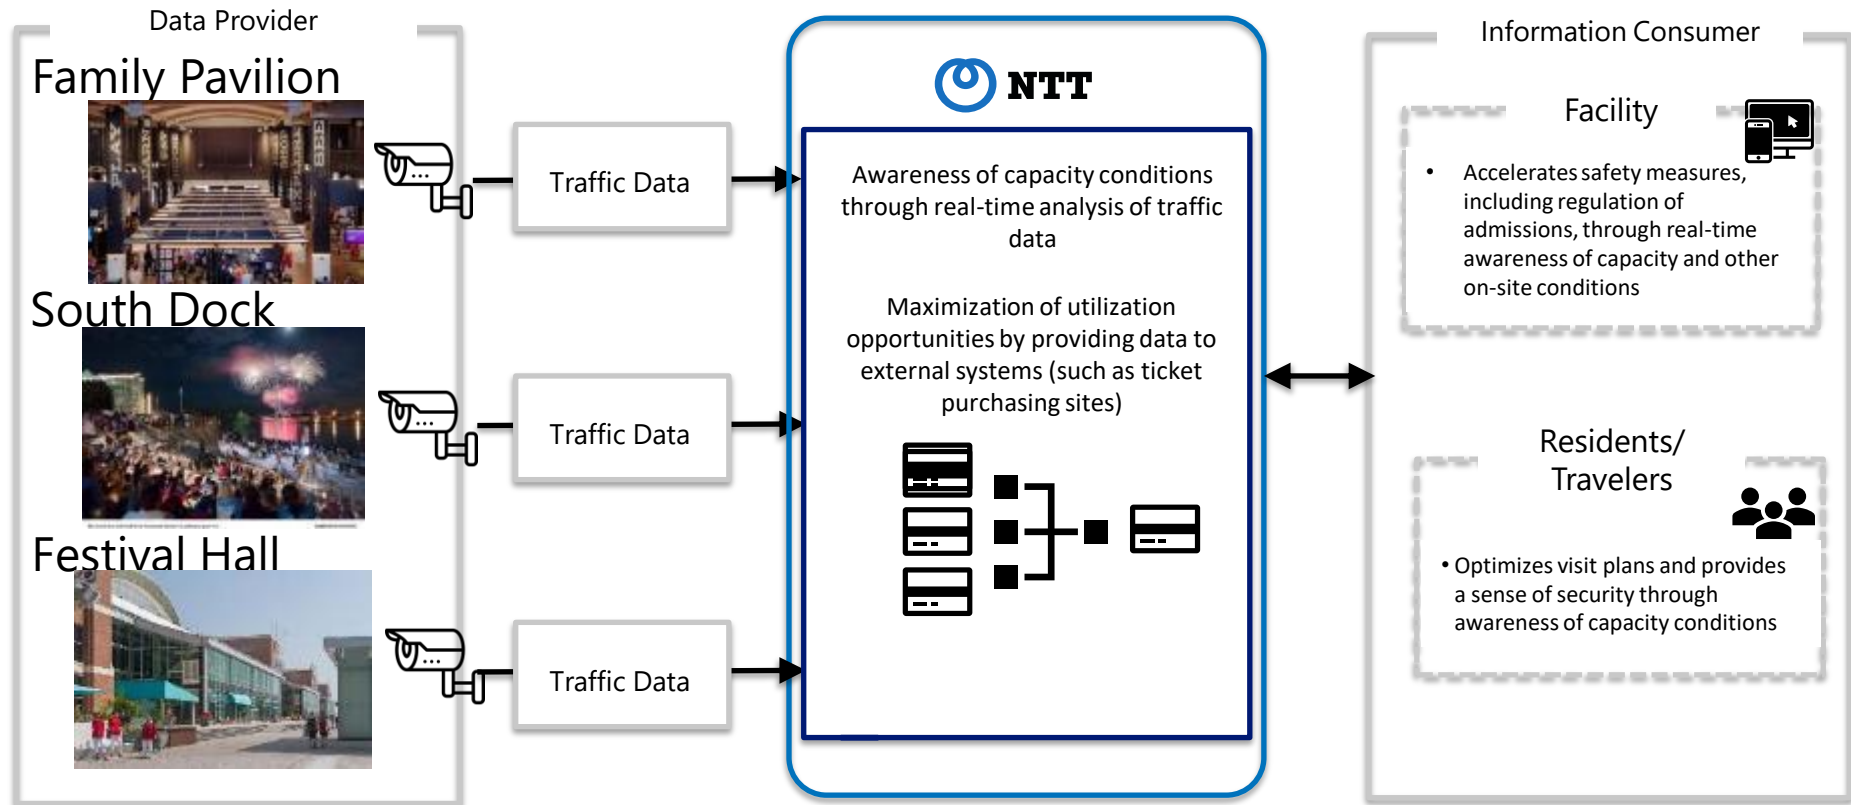 Data Provider
Family Pavilion
PLAY
LEARN
SEE
South Dock
Festival Hall
Traffic Data
Traffic Data
Traffic Data
NTT
Awareness of capacity conditions
through real-time analysis of traffic
data
Maximization of utilization
opportunities by providing data to
external systems (such as ticket
purchasing sites)
Information Consumer
Facility
• Accelerates safety measures,
including regulation of
admissions, through real-time
awareness of capacity and other
on-site conditions
Residents/
Travelers
• Optimizes visit plans and provides
a sense of security through
awareness of capacity conditions